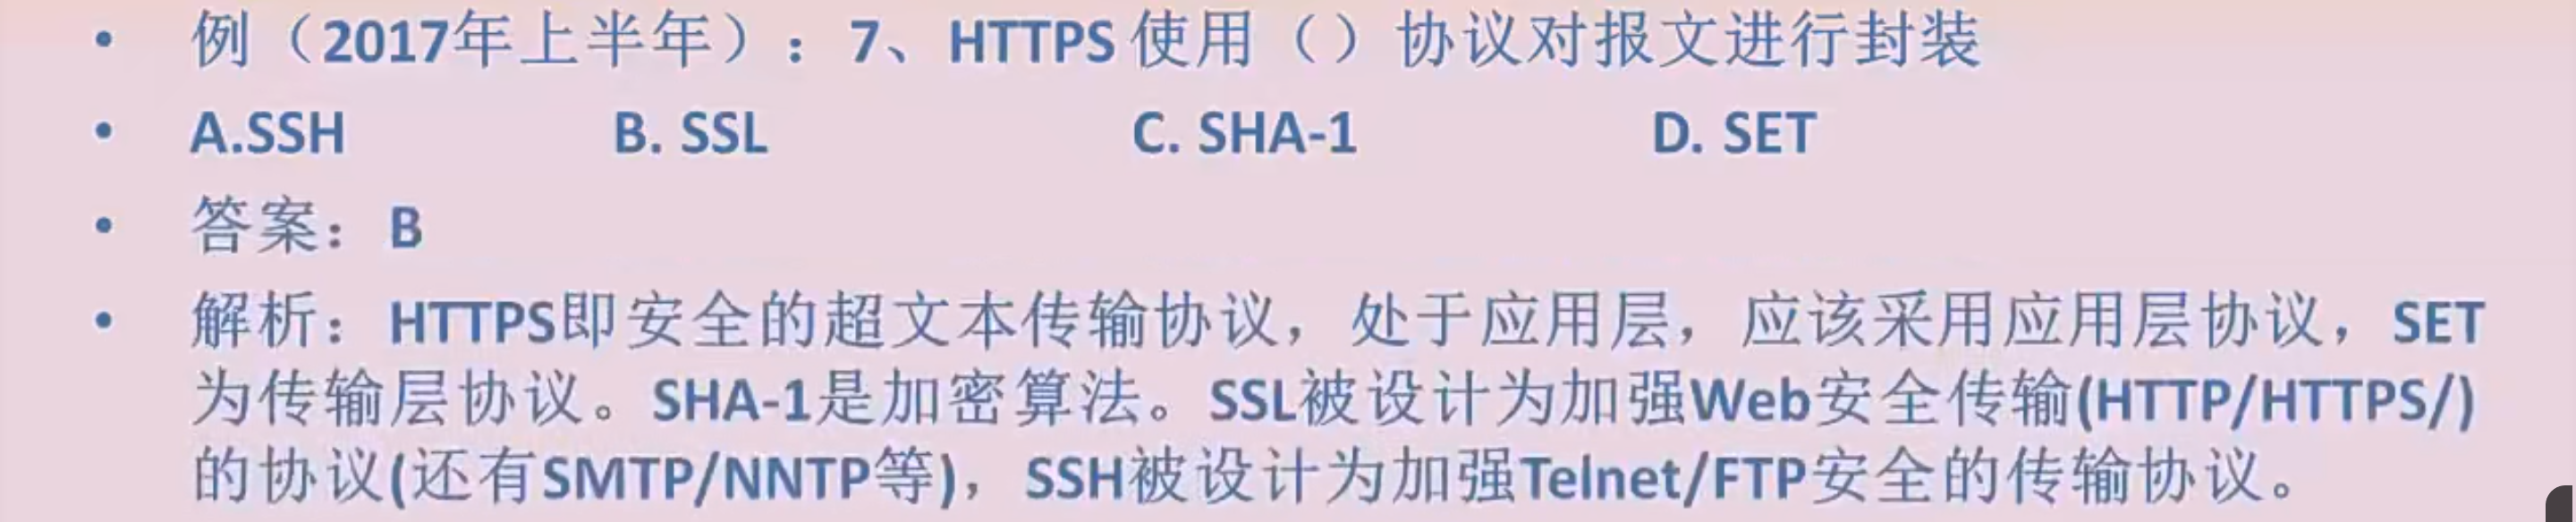 • 例（2017年上半年）：7、HTTPS 使用（）协议对报文进行封装
• A.SSH B. SSL C. SHA-1 D. SET
• 答案：B
• 解析：HTTPS即安全的超文本传输协议，处于应用层，应该采用应用层协议，SET
为传输层协议。SHA-1是加密算法。SSL被设计为加强Web安全传输(HTTP/HTTPS/)
的协议(还有SMTP/NNTP等)，SSH被设计为加强Telnet/FTP安全的传输协议。